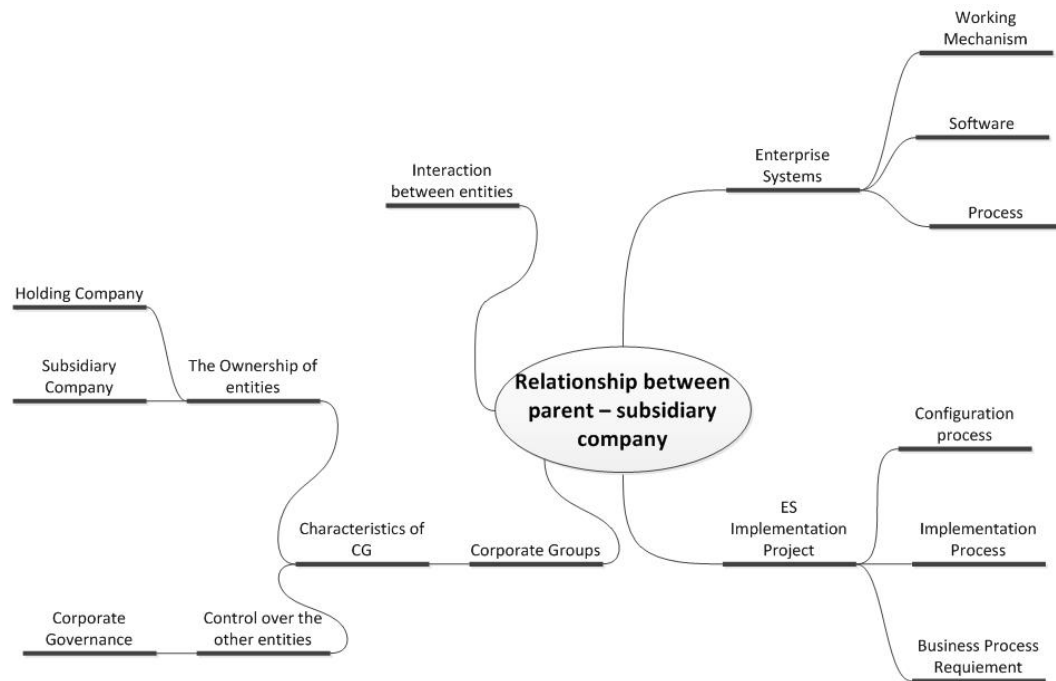 Working
Mechanism
Software
Enterprise
Systems
Process
Interaction
between entities
Holding Company
Subsidiary
Company
The Ownership of
entities
Relationship between
parent – subsidiary
company
Configuration
process
Characteristics of
CG
Corporate Groups
ES
Implementation
Project
Implementation
Process
Corporate
Governance
Control over the
other entities
Business Process
Requiement